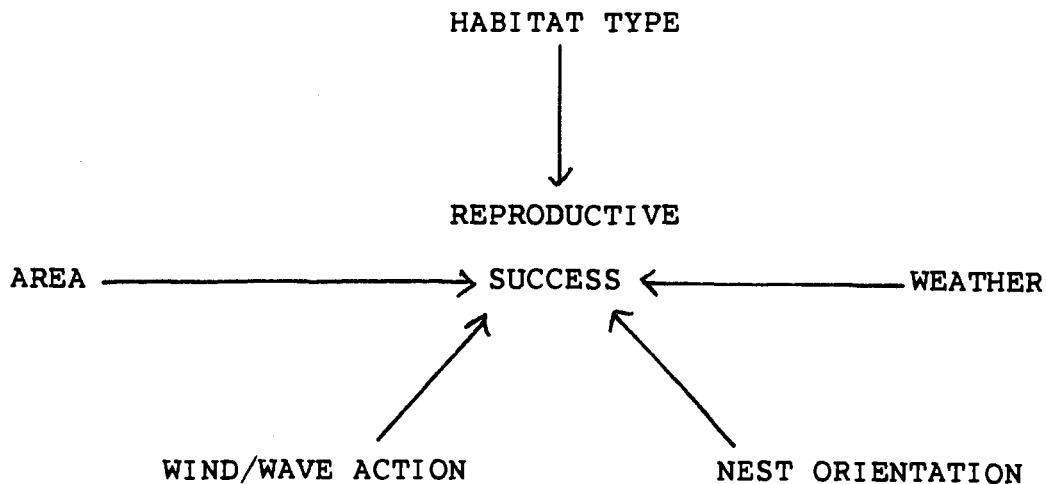 HABITAT TYPE
REPRODUCTIVE
AREA SUCCESS WEATHER
WIND/WAVE ACTION NEST ORIENTATION